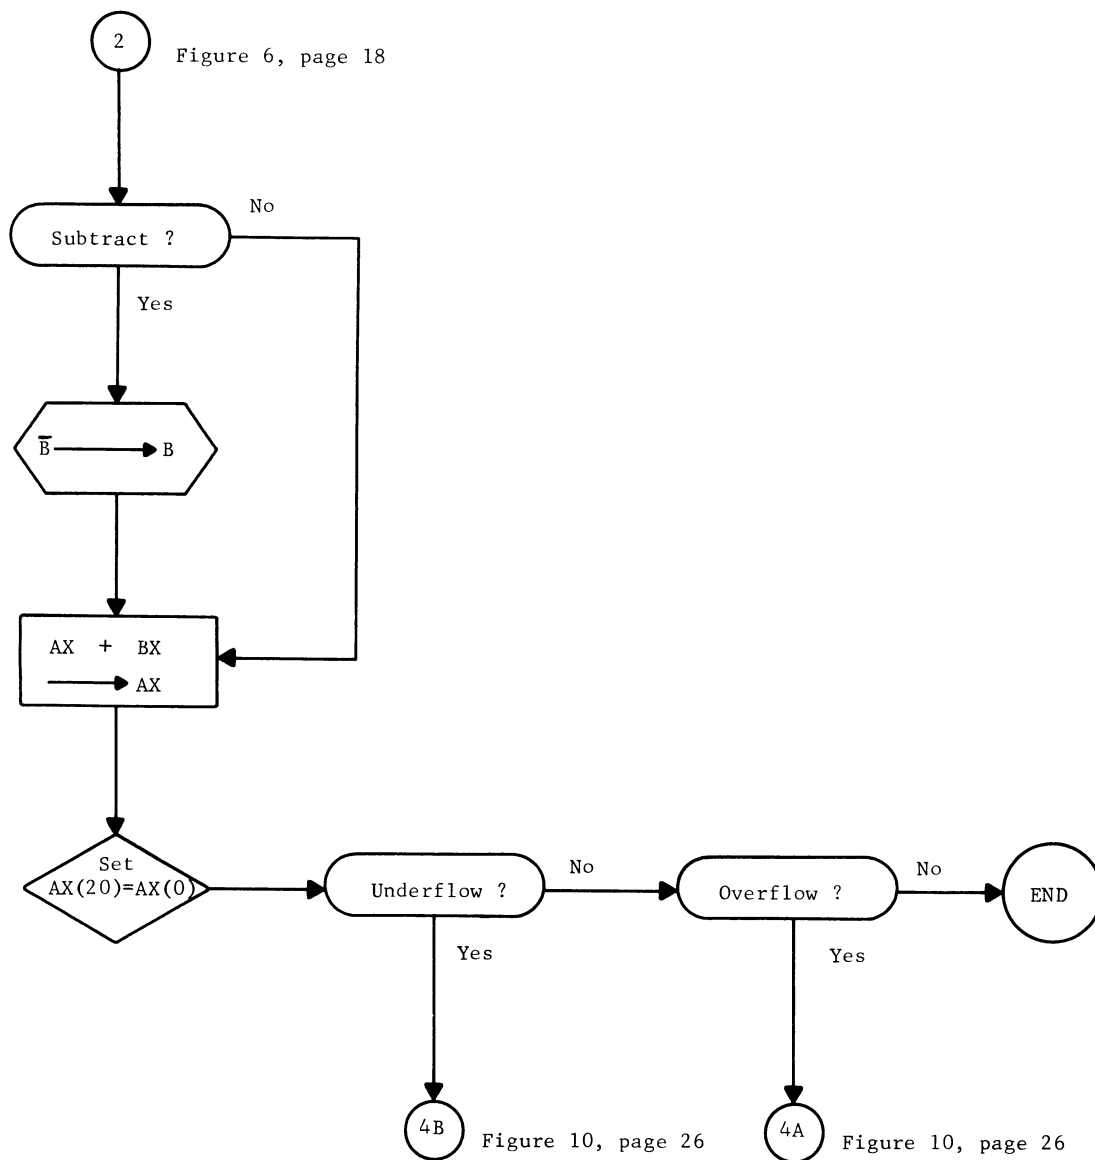 2
Figure 6, page 18
No
Subtract ?
Yes
B̅ B
AX + BX
AX
Set
AX(20)=AX(0)
Underflow ?
No
Overflow ?
No
END
Yes
Yes
4B
Figure 10, page 26
4A
Figure 10, page 26